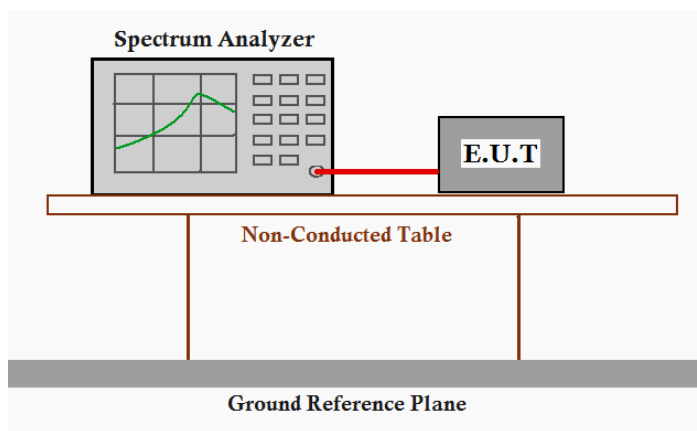 Spectrum Analyzer
E.U.T
Non-Conducted Table
Ground Reference Plane